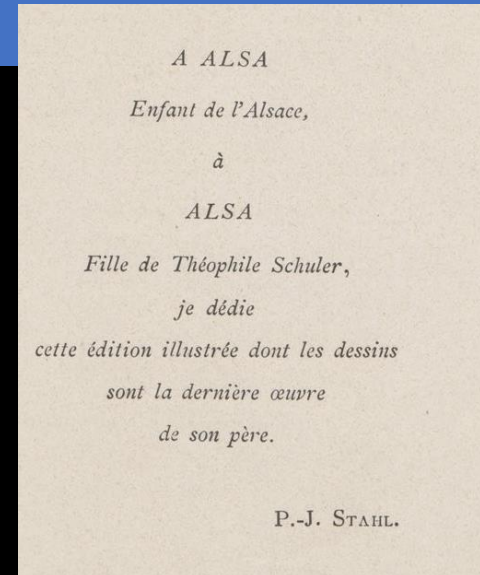 A ALSA
Enfant de l'Alsace,
à
ALSA
Fille de Théophile Schuler,
je dédie
cette édition illustrée dont les dessins
sont la dernière œuvre
de son père.
P.-J. STAHL.